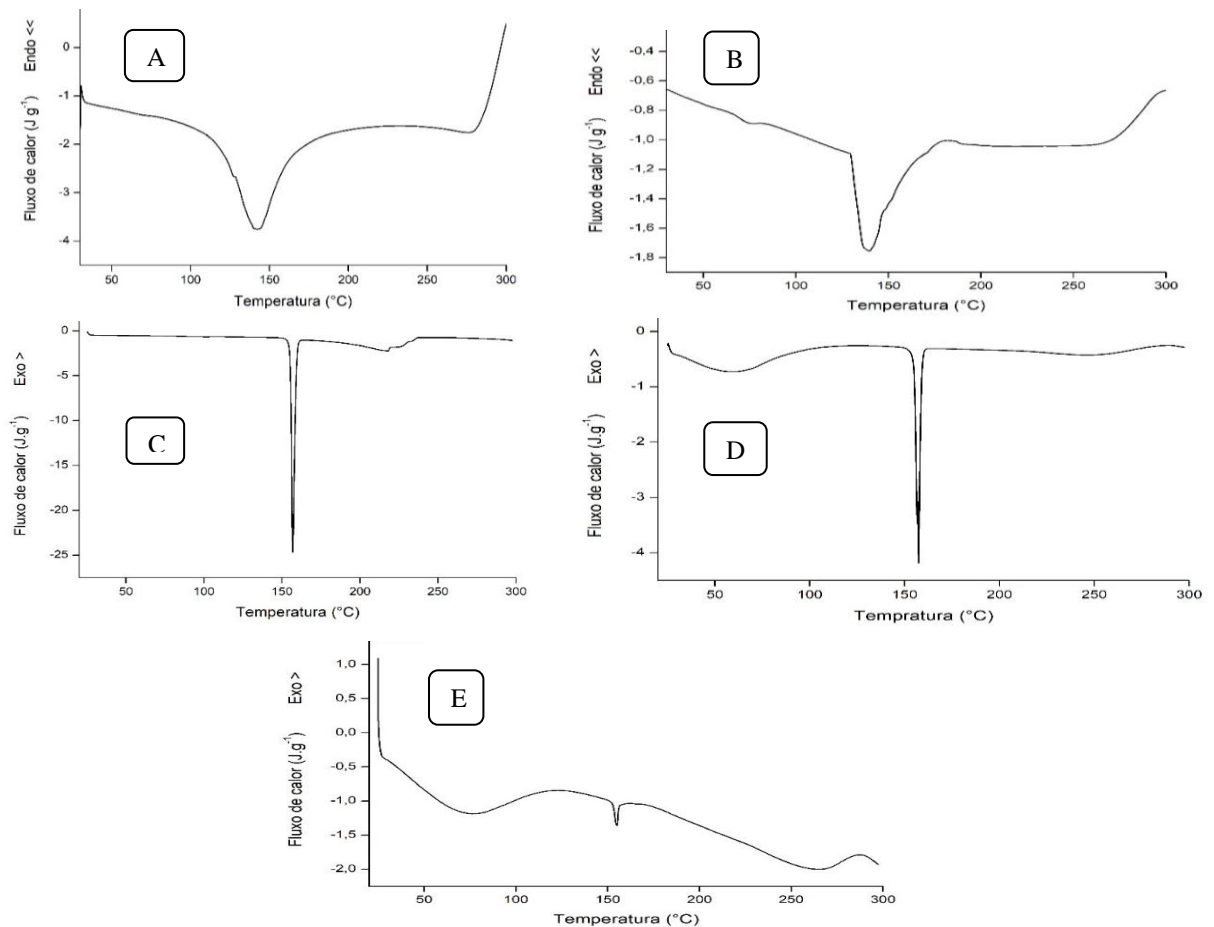 A
Fluxo de calor (J g⁻¹) Endo <<
0
-1
-2
-3
-4
50 100 150 200 250 300
Temperatura (°C)
B
Fluxo de calor (J g⁻¹) Endo <<
-0,4
-0,6
-0,8
-1,0
-1,2
-1,4
-1,6
-1,8
50 100 150 200 250 300
Temperatura (°C)
C
Fluxo de calor (J.g⁻¹) Exo >
0
-5
-10
-15
-20
-25
50 100 150 200 250 300
Temperatura (°C)
D
Fluxo de calor (J.g⁻¹) Exo >
0
-1
-2
-3
-4
50 100 150 200 250 300
Tempratura (°C)
E
Fluxo de calor (J.g⁻¹) Exo >
1,0
0,5
0,0
-0,5
-1,0
-1,5
-2,0
50 100 150 200 250 300
Temperatura (°C)